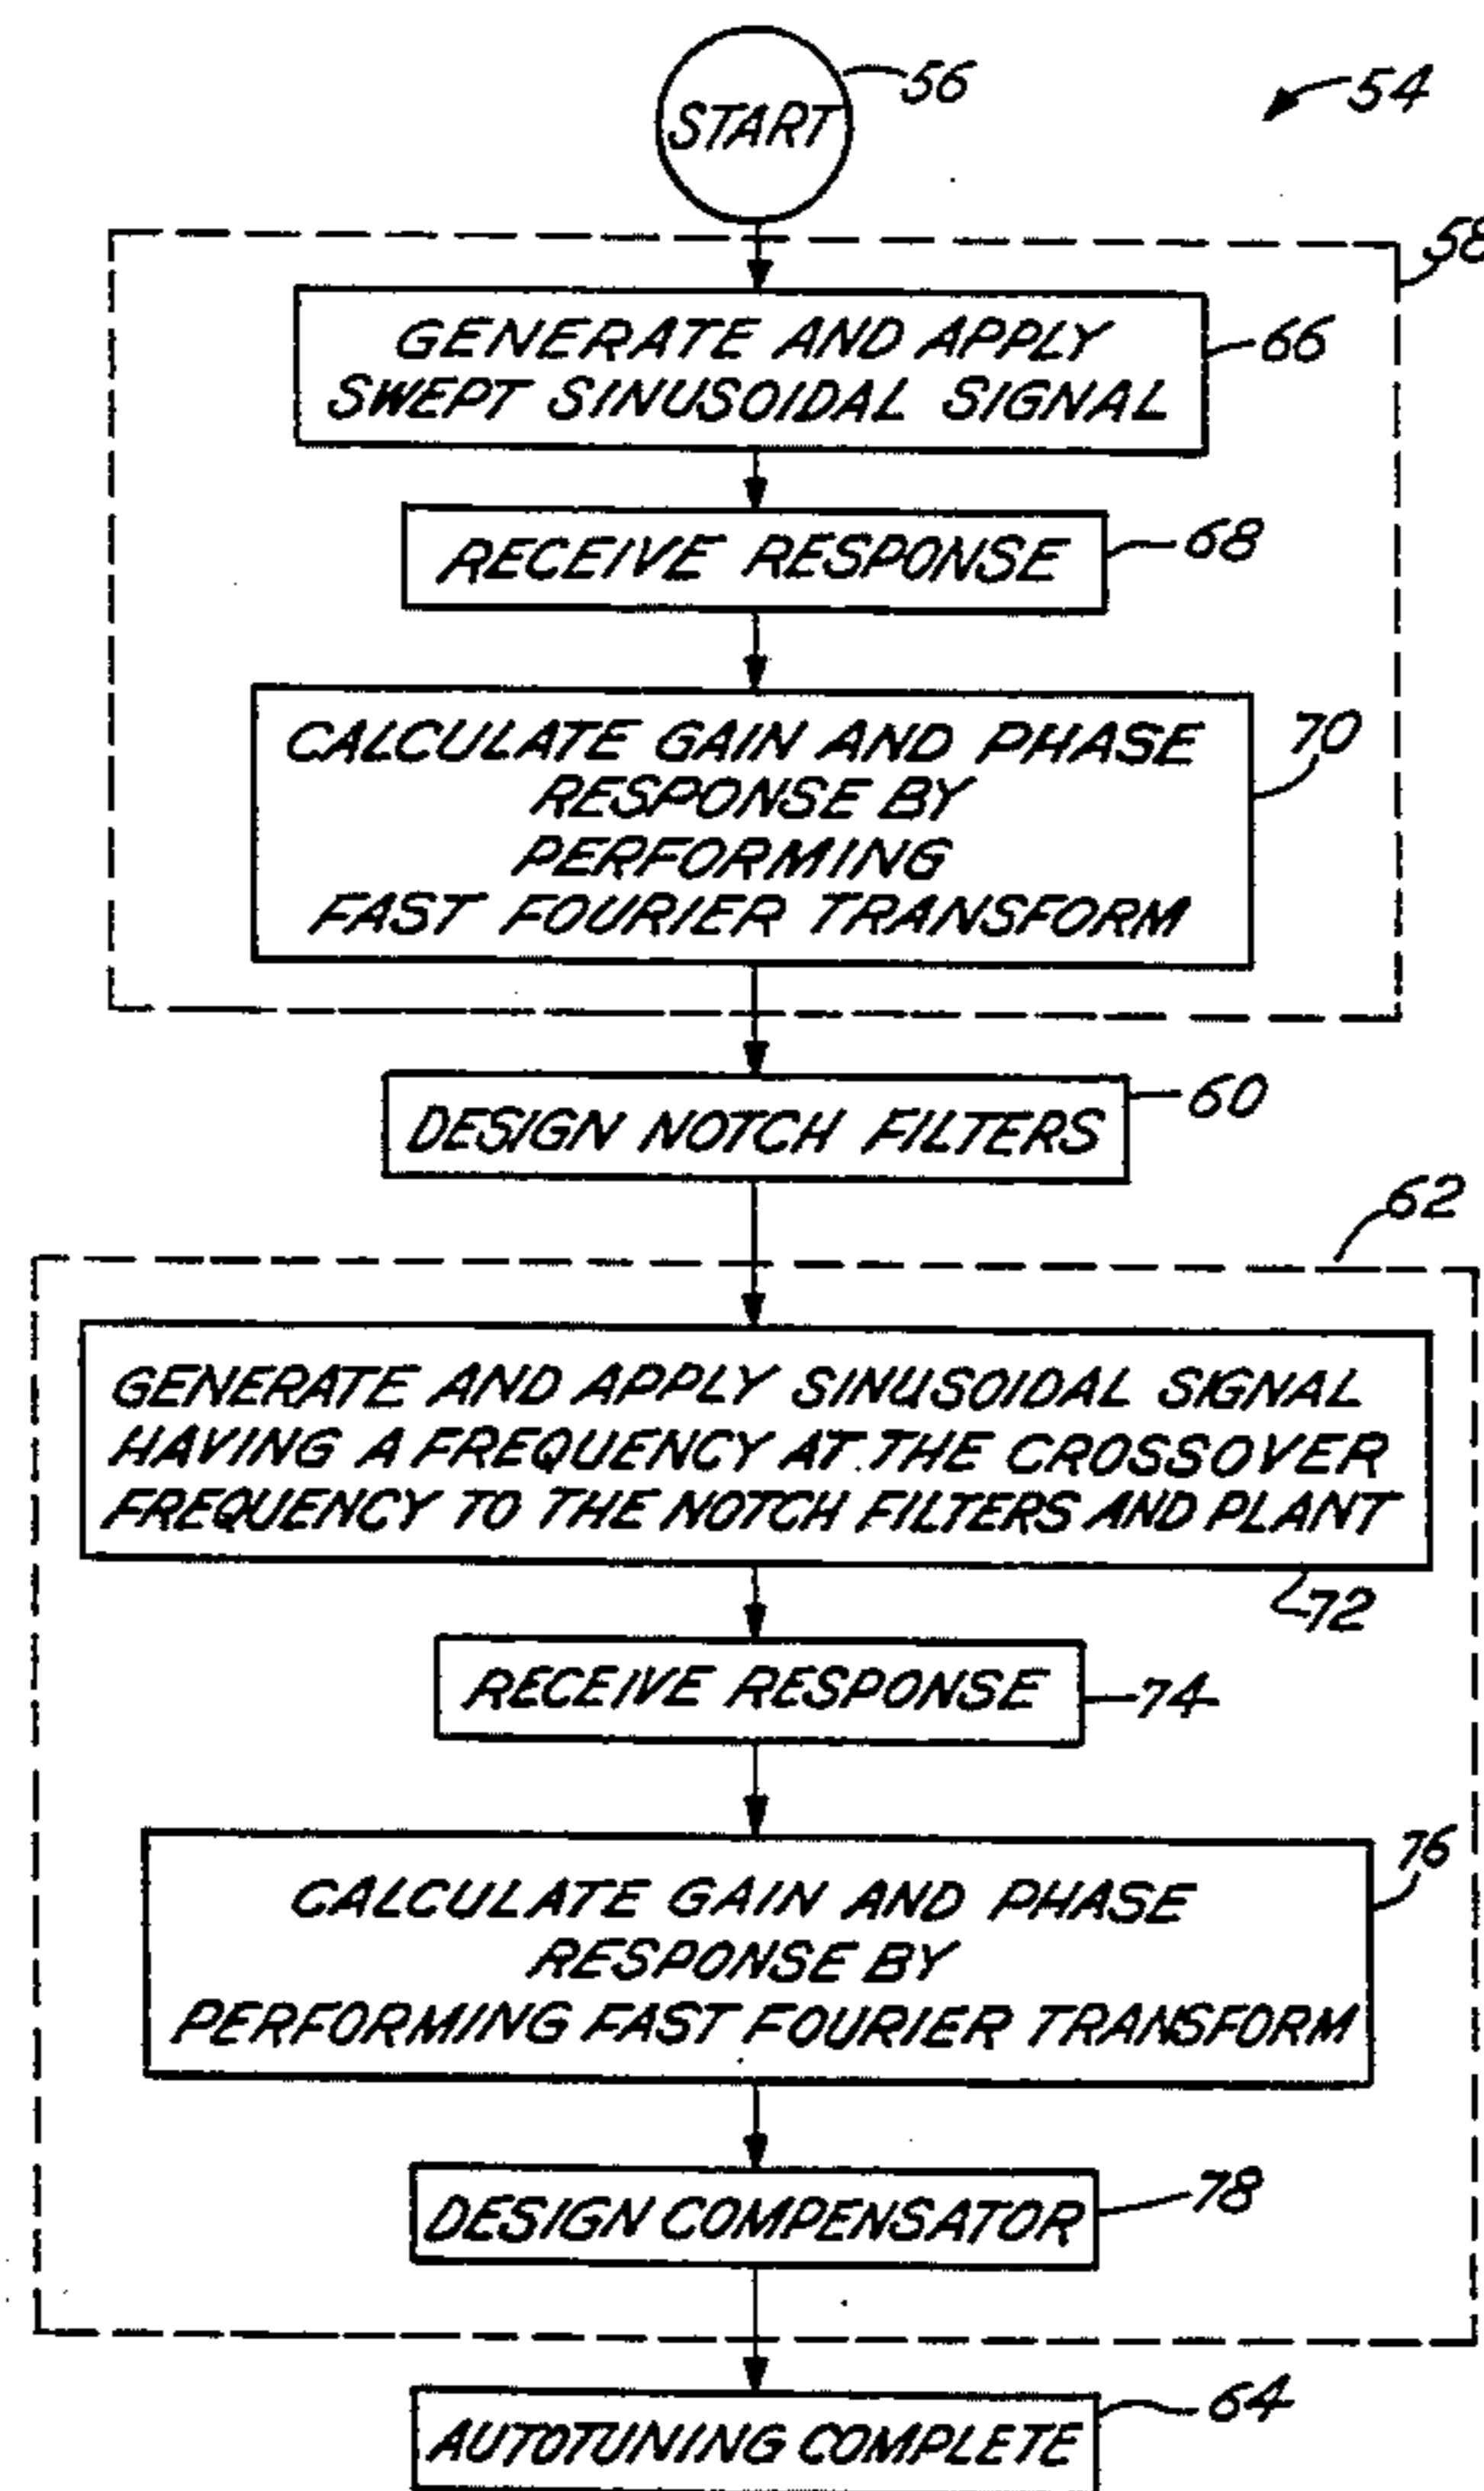 START
56
54
58
GENERATE AND APPLY
SWEPT SINUSOIDAL SIGNAL
66
RECEIVE RESPONSE
68
CALCULATE GAIN AND PHASE
RESPONSE BY
PERFORMING
FAST FOURIER TRANSFORM
70
DESIGN NOTCH FILTERS
60
62
GENERATE AND APPLY SINUSOIDAL SIGNAL
HAVING A FREQUENCY AT THE CROSSOVER
FREQUENCY TO THE NOTCH FILTERS AND PLANT
72
RECEIVE RESPONSE
74
CALCULATE GAIN AND PHASE
RESPONSE BY
PERFORMING FAST FOURIER TRANSFORM
76
DESIGN COMPENSATOR
78
AUTOTUNING COMPLETE
64